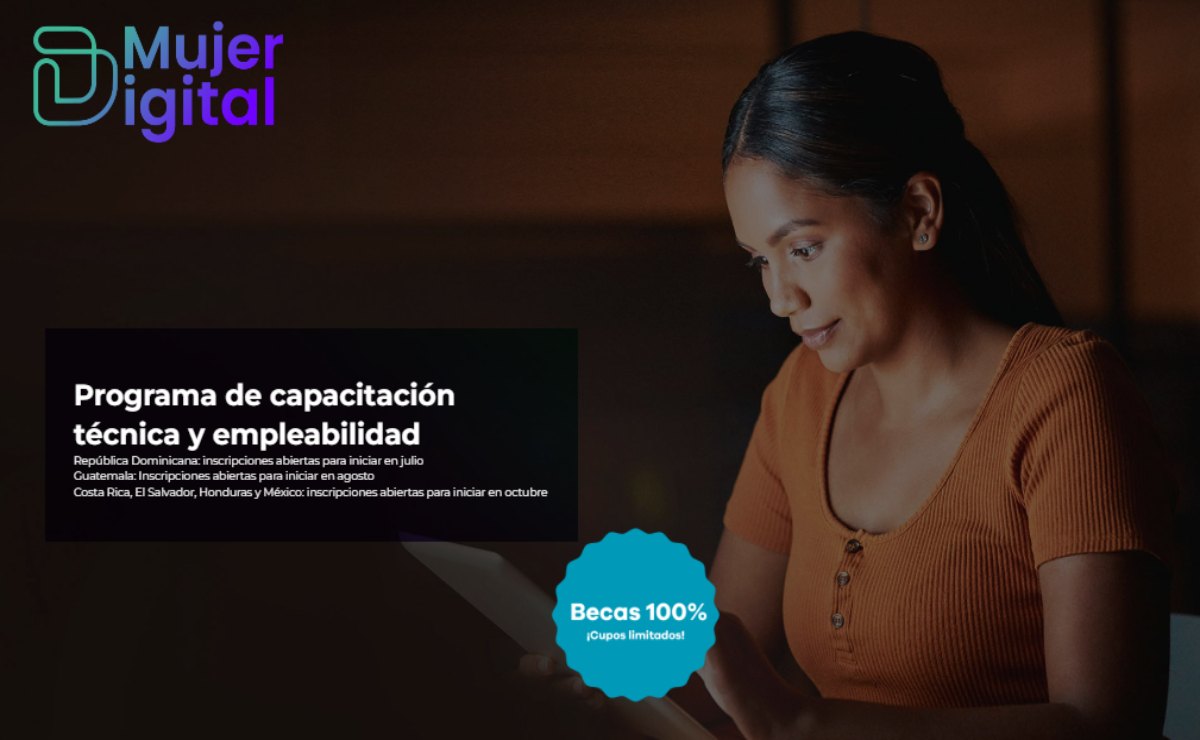 Mujer
Digital
Programa de capacitación
técnica y empleabilidad
República Dominicana: inscripciones abiertas para iniciar en julio
Guatemala: Inscripciones abiertas para iniciar en agosto
Costa Rica, El Salvador, Honduras y México: inscripciones abiertas para iniciar en octubre
Becas 100%
¡Cupos limitados!